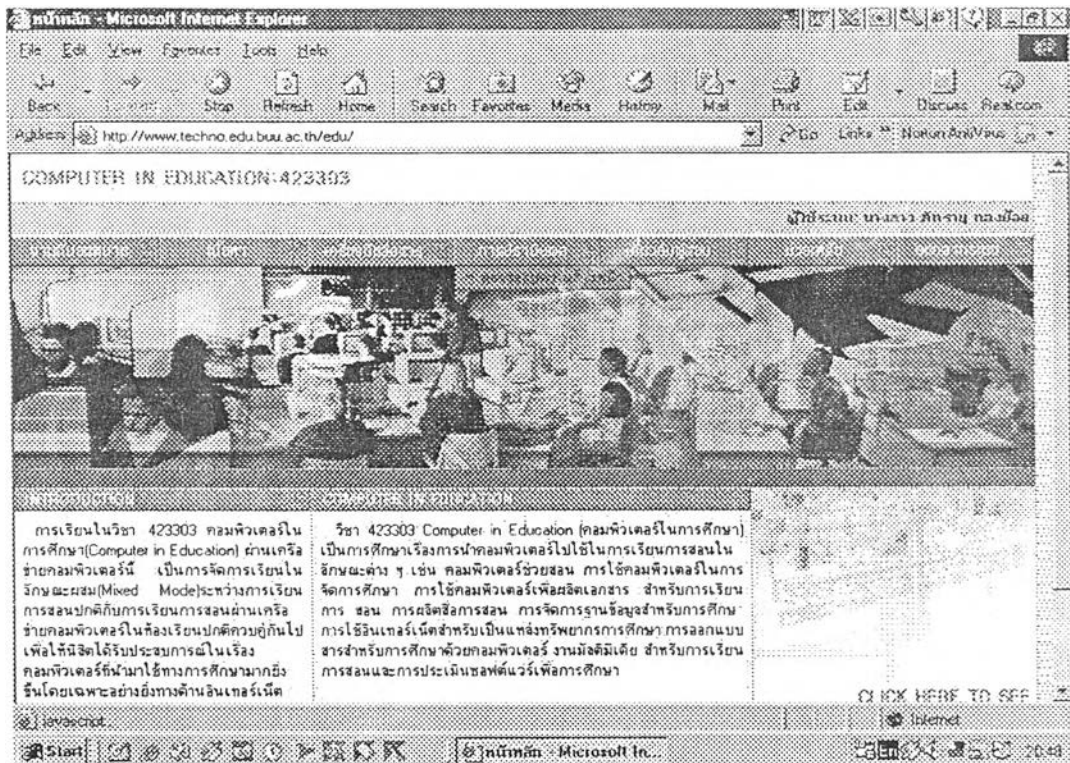 หน้าหลัก - Microsoft Internet Explorer
File Edit View Favorites Tools Help
Back Forward Stop Refresh Home Search Favorites Media History Mail Print Edit Discuss Real.com
Address http://www.techno.edu.buu.ac.th/edu/ Go Links Norton AntiVirus
COMPUTER IN EDUCATION:423303
ผู้ใช้ระบบ: นางสาว
INTRODUCTION COMPUTER IN EDUCATION
การเรียนในวิชา 423303 คอมพิวเตอร์ใน
การศึกษา(Computer in Education) ผ่านเครือ
ข่ายคอมพิวเตอร์นี้ เป็นการจัดการเรียนใน
ลักษณะผสม(Mixed Mode)ระหว่างการเรียน
การสอนปกติกับการเรียนการสอนผ่านเครือ
ข่ายคอมพิวเตอร์ในห้องเรียนปกติควบคู่กันไป
เพื่อให้นิสิตได้รับประสบการณ์ในเรื่อง
คอมพิวเตอร์ที่นำมาใช้ทางการศึกษามากยิ่ง
ขึ้นโดยเฉพาะอย่างยิ่งทางด้านอินเทอร์เน็ต
วิชา 423303 Computer in Education (คอมพิวเตอร์ในการศึกษา)
เป็นการศึกษาเรื่องการนำคอมพิวเตอร์ไปใช้ในการเรียนการสอนใน
ลักษณะต่าง ๆ เช่น คอมพิวเตอร์ช่วยสอน การใช้คอมพิวเตอร์ในการ
จัดการศึกษา การใช้คอมพิวเตอร์เพื่อผลิตเอกสาร สำหรับการเรียน
การ สอน การผลิตสื่อการสอน การจัดการฐานข้อมูลสำหรับการศึกษา
การใช้อินเทอร์เน็ตสำหรับเป็นแหล่งทรัพยากรการศึกษา การออกแบบ
สารสำหรับการศึกษาด้วยคอมพิวเตอร์ งานมัลติมีเดีย สำหรับการเรียน
การสอนและการประเมินซอฟต์แวร์เพื่อการศึกษา
CLICK HERE TO SEE
javascript: Internet
Start หน้าหลัก - Microsoft In... En 20:48